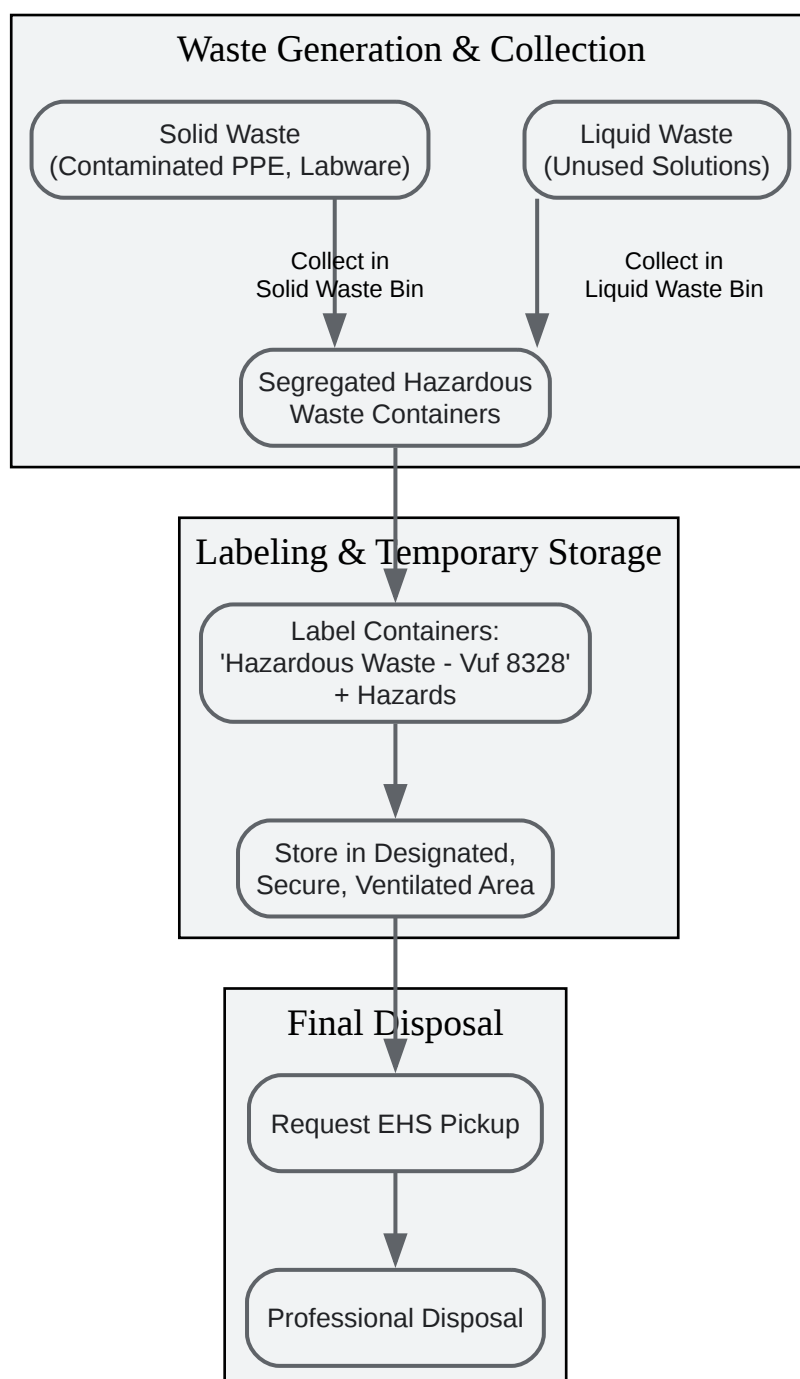 Waste Generation & Collection
Solid Waste
(Contaminated PPE, Labware)
Liquid Waste
(Unused Solutions)
Collect in
Solid Waste Bin
Collect in
Liquid Waste Bin
Segregated Hazardous
Waste Containers
Labeling & Temporary Storage
Label Containers:
'Hazardous Waste - Vuf 8328'
+ Hazards
Store in Designated,
Secure, Ventilated Area
Final Disposal
Request EHS Pickup
Professional Disposal